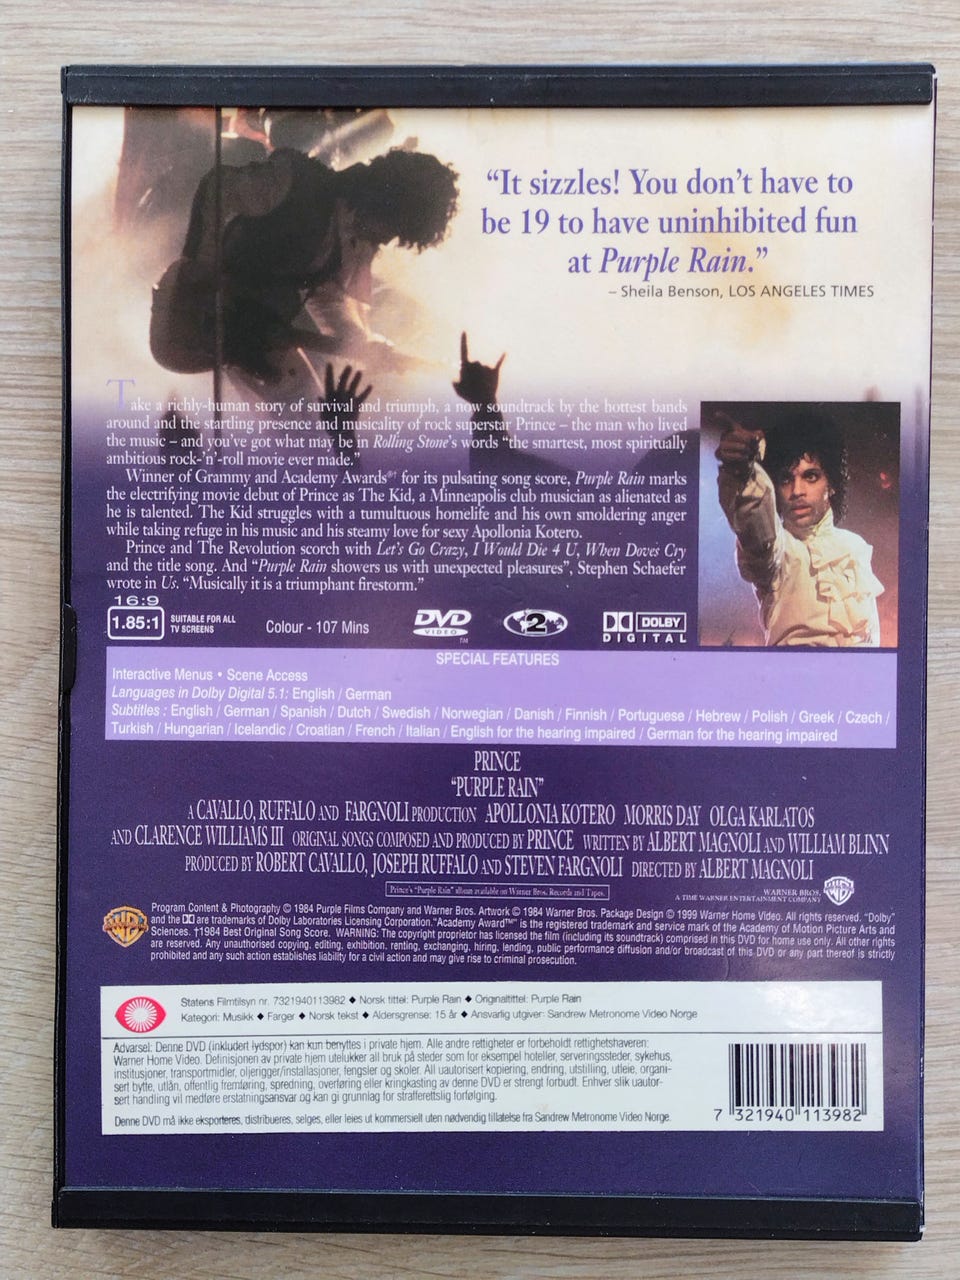 “It sizzles! You don’t have to
be 19 to have uninhibited fun
at Purple Rain.”
– Sheila Benson, LOS ANGELES TIMES
Take a richly-human story of survival and triumph, a now soundtrack by the hottest bands
around and the startling presence and musicality of rock superstar Prince – the man who lived
the music – and you’ve got what may be in Rolling Stone’s words “the smartest, most spiritually
ambitious rock-’n’-roll movie ever made.”
Winner of Grammy and Academy Awards®† for its pulsating song score, Purple Rain marks
the electrifying movie debut of Prince as The Kid, a Minneapolis club musician as alienated as
he is talented. The Kid struggles with a tumultuous homelife and his own smoldering anger
while taking refuge in his music and his steamy love for sexy Apollonia Kotero.
Prince and The Revolution scorch with Let’s Go Crazy, I Would Die 4 U, When Doves Cry
and the title song. And “Purple Rain showers us with unexpected pleasures”, Stephen Schaefer
wrote in Us. “Musically it is a triumphant firestorm.”
16:9
1.85:1 SUITABLE FOR ALL
TV SCREENS
Colour - 107 Mins
DVD
VIDEO
TM
2
DOLBY
DIGITAL
SPECIAL FEATURES
Interactive Menus • Scene Access
Languages in Dolby Digital 5.1: English / German
Subtitles : English / German / Spanish / Dutch / Swedish / Norwegian / Danish / Finnish / Portuguese / Hebrew / Polish / Greek / Czech /
Turkish / Hungarian / Icelandic / Croatian / French / Italian / English for the hearing impaired / German for the hearing impaired
PRINCE
“PURPLE RAIN”
A CAVALLO, RUFFALO AND FARGNOLI PRODUCTION APOLLONIA KOTERO MORRIS DAY OLGA KARLATOS
AND CLARENCE WILLIAMS III ORIGINAL SONGS COMPOSED AND PRODUCED BY PRINCE WRITTEN BY ALBERT MAGNOLI AND WILLIAM BLINN
PRODUCED BY ROBERT CAVALLO, JOSEPH RUFFALO AND STEVEN FARGNOLI DIRECTED BY ALBERT MAGNOLI
Prince’s “Purple Rain” album available on Warner Bros. Records and Tapes.
WARNER BROS.
A TIME WARNER ENTERTAINMENT COMPANY
Program Content & Photography © 1984 Purple Films Company and Warner Bros. Artwork © 1984 Warner Bros. Package Design © 1999 Warner Home Video. All rights reserved. “Dolby”
and the DD are trademarks of Dolby Laboratories Licensing Corporation.“Academy Award™” is the registered trademark and service mark of the Academy of Motion Picture Arts and
Sciences. †1984 Best Original Song Score. WARNING: The copyright proprietor has licensed the film (including its soundtrack) comprised in this DVD for home use only. All other rights
are reserved. Any unauthorised copying, editing, exhibition, renting, exchanging, hiring, lending, public performance diffusion and/or broadcast of this DVD or any part thereof is strictly
prohibited and any such action establishes liability for a civil action and may give rise to criminal prosecution.
Statens Filmtilsyn nr. 7321940113982 ◆ Norsk tittel: Purple Rain ◆ Originaltittel: Purple Rain
Kategori: Musikk ◆ Farger ◆ Norsk tekst ◆ Aldersgrense: 15 år ◆ Ansvarlig utgiver: Sandrew Metronome Video Norge
Advarsel: Denne DVD (inkludert lydspor) kan kun benyttes i private hjem. Alle andre rettigheter er forbeholdt rettighetshaveren:
Warner Home Video. Definisjonen av private hjem utelukker all bruk på steder som for eksempel hoteller, serveringssteder, sykehus,
institusjoner, transportmidler, oljerigger/installasjoner, fengsler og skoler. All uautorisert kopiering, endring, utstilling, utleie, organi-
sert bytte, utlån, offentlig fremføring, spredning, overføring eller kringkasting av denne DVD er strengt forbudt. Enhver slik uautor-
sert handling vil medføre erstatningsansvar og kan gi grunnlag for strafferettslig forfølging.
Denne DVD må ikke eksporteres, distribueres, selges, eller leies ut kommersielt uten nødvendig tillatelse fra Sandrew Metronome Video Norge.
7 321940 113982